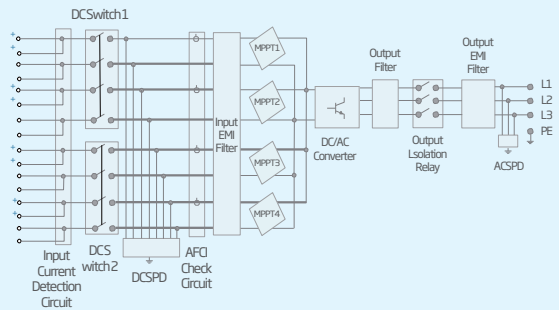 DCSwitch1
+
+
+
+
+
+
+
+
Input
Current
Detection
Circuit
DCS
witch2
DCSPD
AFCI
Check
Circuit
Input
EMI
Filter
MPPT1
MPPT2
MPPT3
MPPT4
DC/AC
Converter
Output
Filter
Output
Lsolation
Relay
Output
EMI
Filter
ACSPD
L1
L2
L3
PE